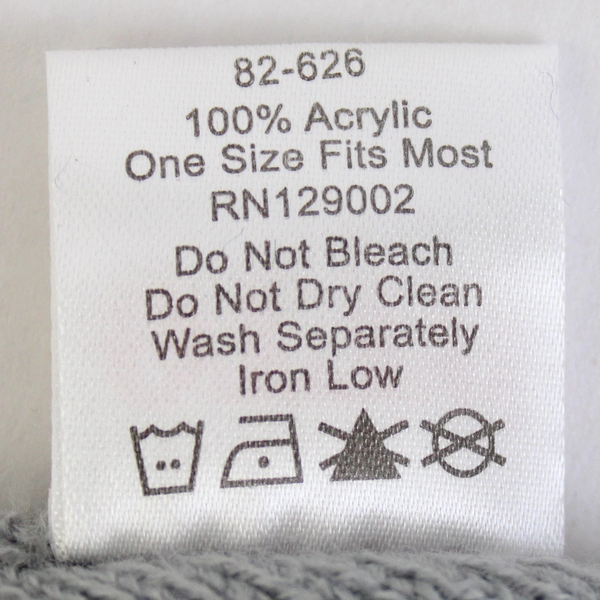 82-626
100% Acrylic
One Size Fits Most
RN129002
Do Not Bleach
Do Not Dry Clean
Wash Separately
Iron Low